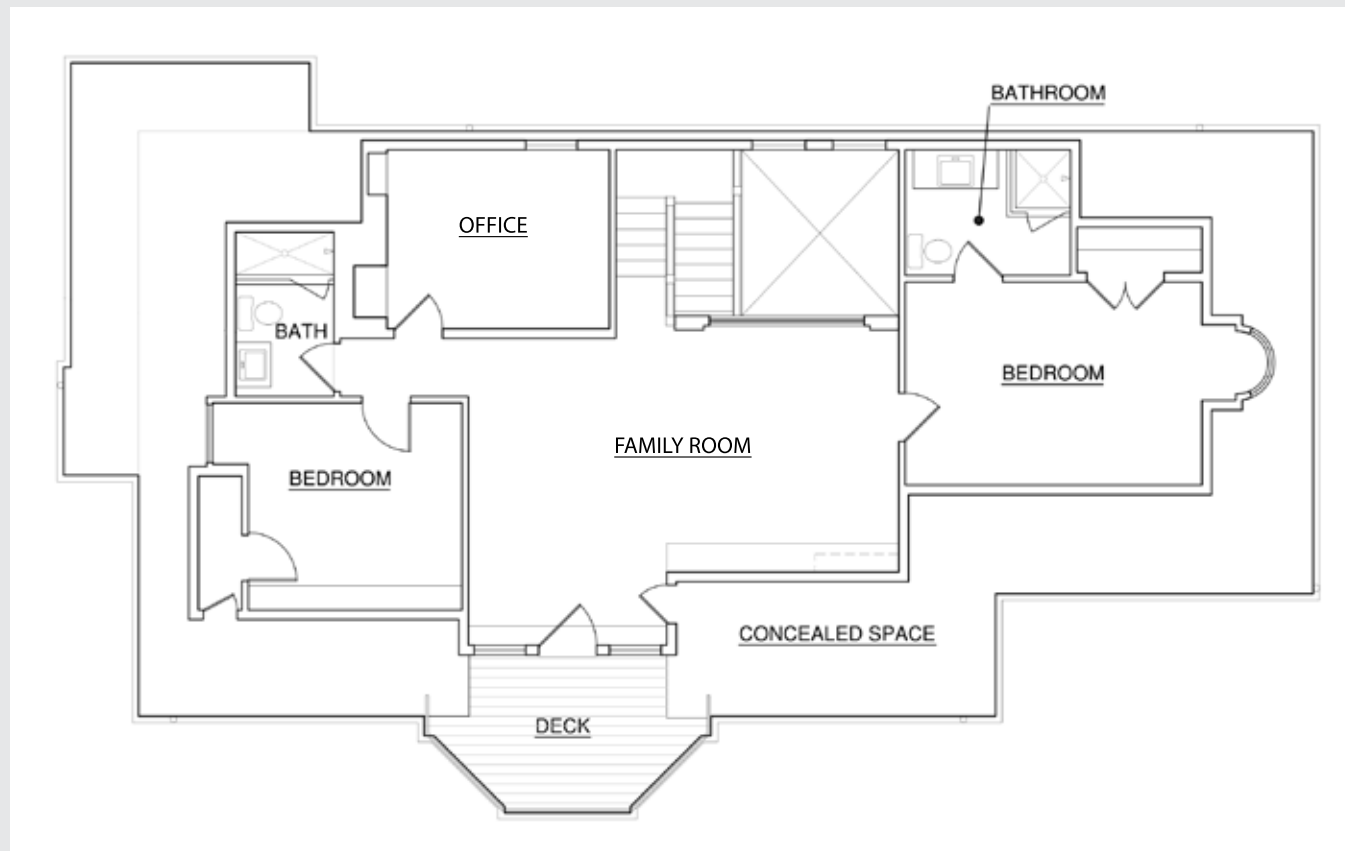 BATHROOM
OFFICE
BATH
BEDROOM
FAMILY ROOM
BEDROOM
CONCEALED SPACE
DECK